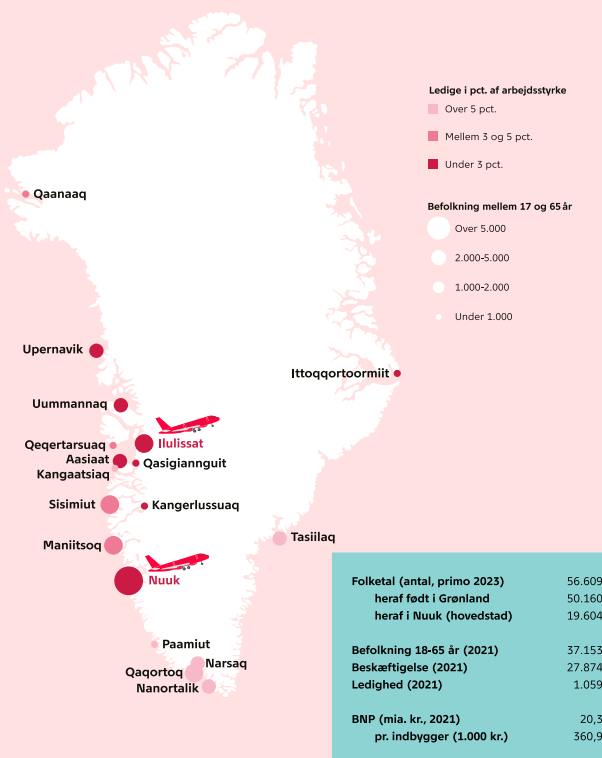 Ledige i pct. af arbejdsstyrke
Over 5 pct.
Mellem 3 og 5 pct.
Under 3 pct.
Befolkning mellem 17 og 65 år
Over 5.000
2.000-5.000
1.000-2.000
Under 1.000
Qaanaaq
Upernavik
Ittoqqortoormiit
Uummannaq
Ilulissat
Qeqertarsuaq
Aasiaat
Qasigiannguit
Kangaatsiaq
Sisimiut
Kangerlussuaq
Maniitsoq
Tasiilaq
Nuuk
Paamiut
Narsaq
Qaqortoq
Nanortalik
Folketal (antal, primo 2023) 56.609
heraf født i Grønland 50.160
heraf i Nuuk (hovedstad) 19.604
Befolkning 18-65 år (2021) 37.153
Beskæftigelse (2021) 27.874
Ledighed (2021) 1.059
BNP (mia. kr., 2021) 20,3
pr. indbygger (1.000 kr.) 360,9